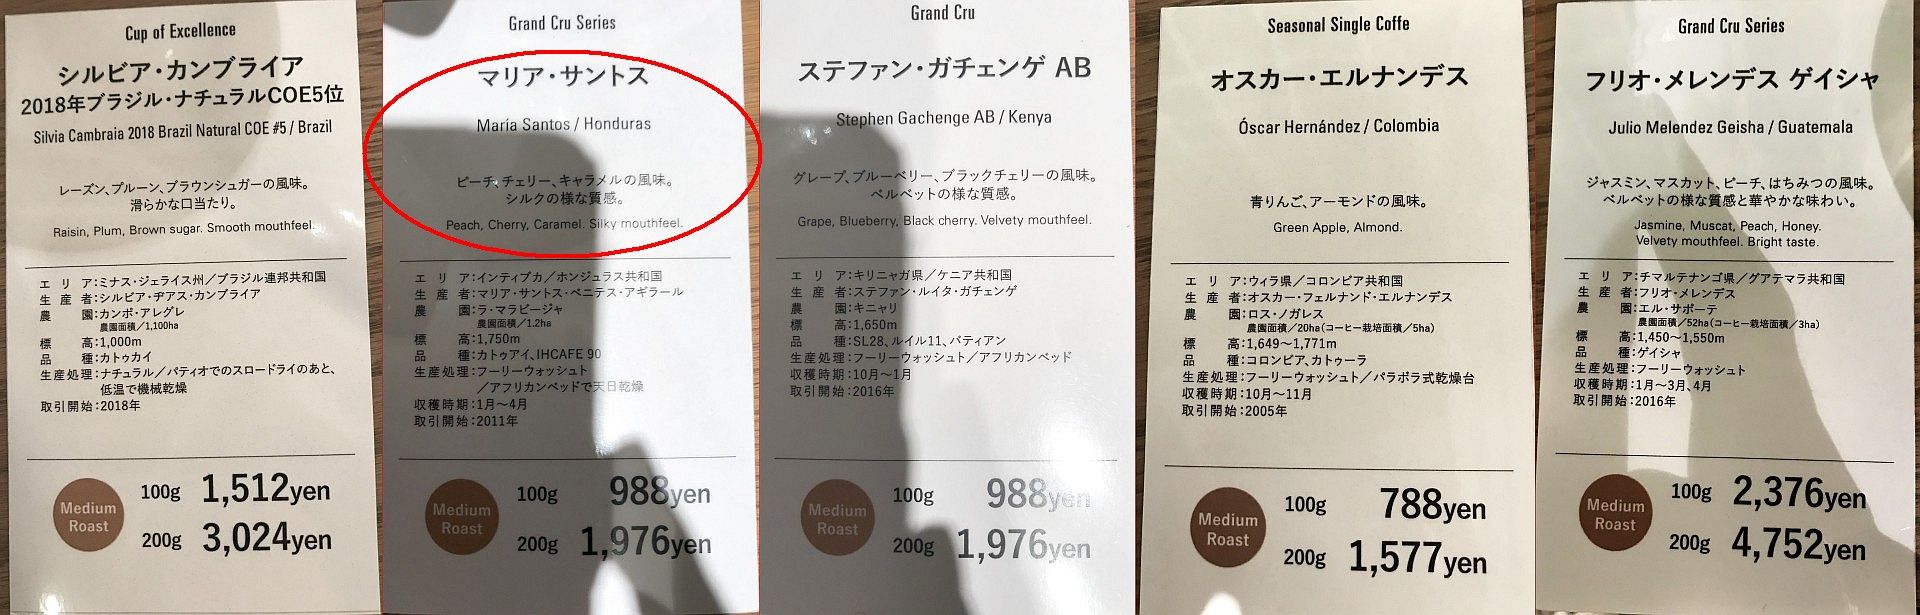 Cup of Excellence
シルビア・カンブライア
2018年ブラジル・ナチュラルCOE5位
Silvia Cambraia 2018 Brazil Natural COE #5 / Brazil
レーズン、プルーン、ブラウンシュガーの風味。
滑らかな口当たり。
Raisin, Plum, Brown sugar. Smooth mouthfeel.
エリア:ミナス・ジェライス州／ブラジル連邦共和国
生産者:シルビア・ヂアス・カンブライア
農園:カンポ・アレグレ
農園面積／1,100ha
標高:1,000m
品種:カトゥカイ
生産処理:ナチュラル／パティオでのスロードライのあと、
低温で機械乾燥
取引開始:2018年
Medium Roast
100g 1,512yen
200g 3,024yen
Grand Cru Series
マリア・サントス
María Santos / Honduras
ピーチ、チェリー、キャラメルの風味。
シルクの様な質感。
Peach, Cherry, Caramel. Silky mouthfeel.
エリア:インティブカ／ホンジュラス共和国
生産者:マリア・サントス・ベニテス・アギラール
農園:ラ・マラビージャ
農園面積／1.2ha
標高:1,750m
品種:カトゥアイ、IHCAFE 90
生産処理:フーリーウォッシュト
／アフリカンベッドで天日乾燥
収穫時期:1月～4月
取引開始:2011年
Medium Roast
100g 988yen
200g 1,976yen
Grand Cru
ステファン・ガチェンゲ AB
Stephen Gachenge AB / Kenya
グレープ、ブルーベリー、ブラックチェリーの風味。
ベルベットの様な質感。
Grape, Blueberry, Black cherry. Velvety mouthfeel.
エリア:キリニャガ県／ケニア共和国
生産者:ステファン・ルイタ・ガチェンゲ
農園:キニャリ
標高:1,650m
品種:SL28、ルイル11、バティアン
生産処理:フーリーウォッシュト／アフリカンベッド
収穫時期:10月～1月
取引開始:2016年
Medium Roast
100g 988yen
200g 1,976yen
Seasonal Single Coffe
オスカー・エルナンデス
Óscar Hernández / Colombia
青りんご、アーモンドの風味。
Green Apple, Almond.
エリア:ウィラ県／コロンビア共和国
生産者:オスカー・フェルナンド・エルナンデス
農園:ロス・ノガレス
農園面積／20ha(コーヒー栽培面積／5ha)
標高:1,649～1,771m
品種:コロンビア、カトゥーラ
生産処理:フーリーウォッシュト／パラボラ式乾燥台
収穫時期:10月～11月
取引開始:2005年
Medium Roast
100g 788yen
200g 1,577yen
Grand Cru Series
フリオ・メレンデス ゲイシャ
Julio Melendez Geisha / Guatemala
ジャスミン、マスカット、ピーチ、はちみつの風味。
ベルベットの様な質感と華やかな味わい。
Jasmine, Muscat, Peach, Honey.
Velvety mouthfeel. Bright taste.
エリア:チマルテナンゴ県／グアテマラ共和国
生産者:フリオ・メレンデス
農園:エル・サポーテ
農園面積／52ha(コーヒー栽培面積／3ha)
標高:1,450～1,550m
品種:ゲイシャ
生産処理:フーリーウォッシュト
収穫時期:1月～3月、4月
取引開始:2016年
Medium Roast
100g 2,376yen
200g 4,752yen